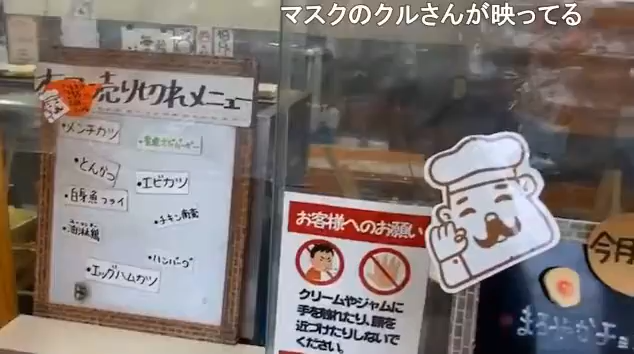 マスクのクルさんが映ってる
売り切れメニュー
・メンチカツ
・とんかつ
・エビカツ
・白身魚フライ
・チキン南蛮
・油淋鶏
・ハンバーグ
・エッグハムカツ
お客様へのお願い
クリームやジャムに
手を触れたり、顔を
近づけたりしないで
ください。
今月